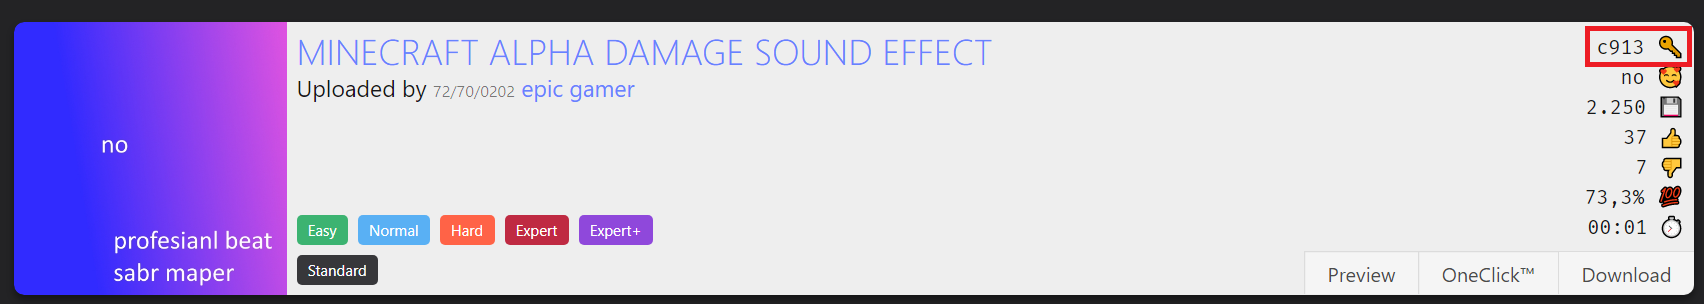 no
profesianl beat
sabr maper
MINECRAFT ALPHA DAMAGE SOUND EFFECT
Uploaded by 72/70/0202 epic gamer
Easy Normal Hard Expert Expert+
Standard
c913
no
2.250
37
7
73,3%
00:01
Preview OneClick™ Download